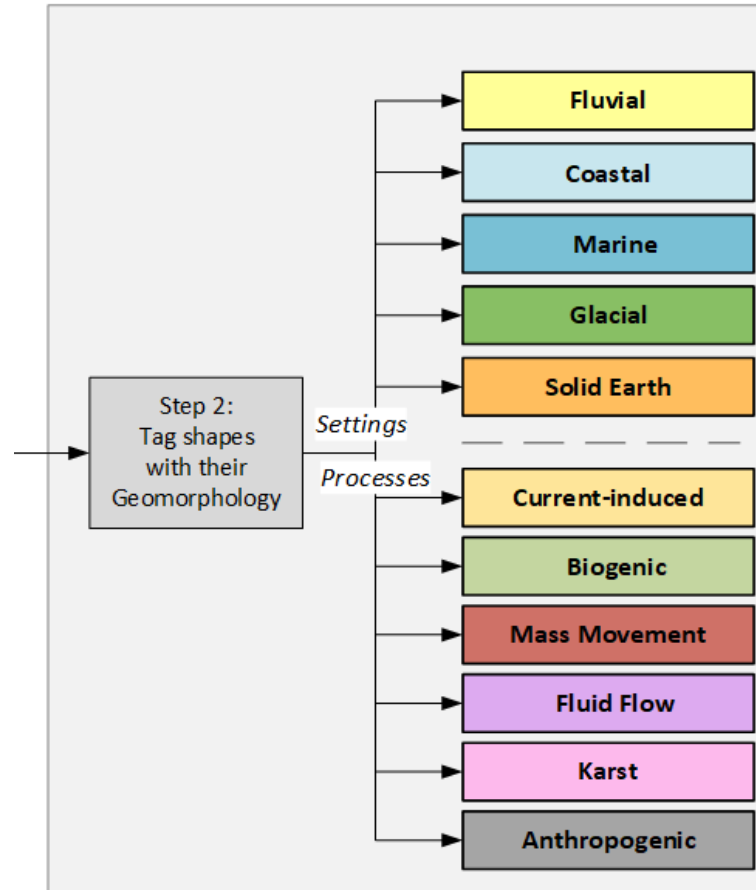 Fluvial
Coastal
Marine
Glacial
Solid Earth
Step 2:
Tag shapes
with their
Geomorphology
Settings
Processes
Current-induced
Biogenic
Mass Movement
Fluid Flow
Karst
Anthropogenic